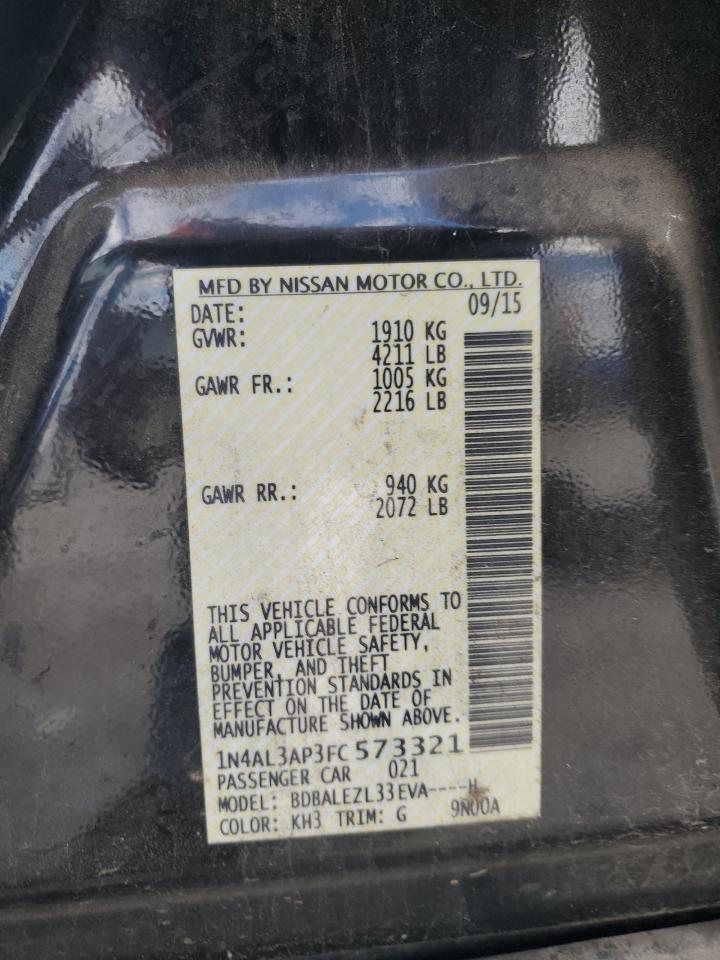 MFD BY NISSAN MOTOR CO., LTD.
DATE: 09/15
GVWR: 1910 KG
4211 LB
GAWR FR.: 1005 KG
2216 LB
GAWR RR.: 940 KG
2072 LB
THIS VEHICLE CONFORMS TO
ALL APPLICABLE FEDERAL
MOTOR VEHICLE SAFETY,
BUMPER, AND THEFT
PREVENTION STANDARDS IN
EFFECT ON THE DATE OF
MANUFACTURE SHOWN ABOVE.
1N4AL3AP3FC573321
PASSENGER CAR 021
MODEL: BDBALEZL33EVA----H
COLOR: KH3 TRIM: G 9N00A